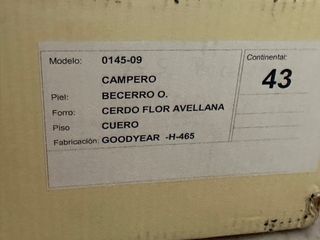 Modelo: 0145-09 Continental:
CAMPERO 43
Piel: BECERRO O.
Forro: CERDO FLOR AVELLANA
Piso CUERO
Fabricación: GOODYEAR -H-465